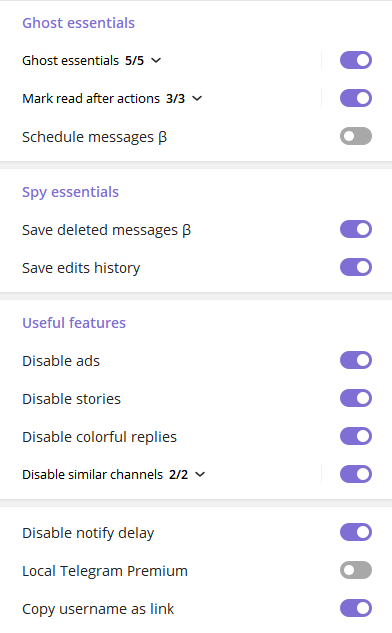 Ghost essentials
Ghost essentials 5/5
Mark read after actions 3/3
Schedule messages β
Spy essentials
Save deleted messages β
Save edits history
Useful features
Disable ads
Disable stories
Disable colorful replies
Disable similar channels 2/2
Disable notify delay
Local Telegram Premium
Copy username as link